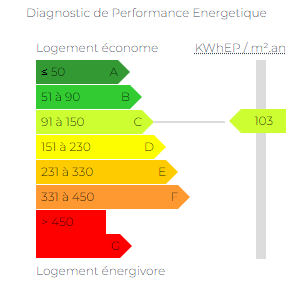 Diagnostic de Performance Energetique
Logement économe
KWhEP / m².an
≤ 50 A
51 à 90 B
91 à 150 C
103
151 à 230 D
231 à 330 E
331 à 450 F
> 450
G
Logement énergivore